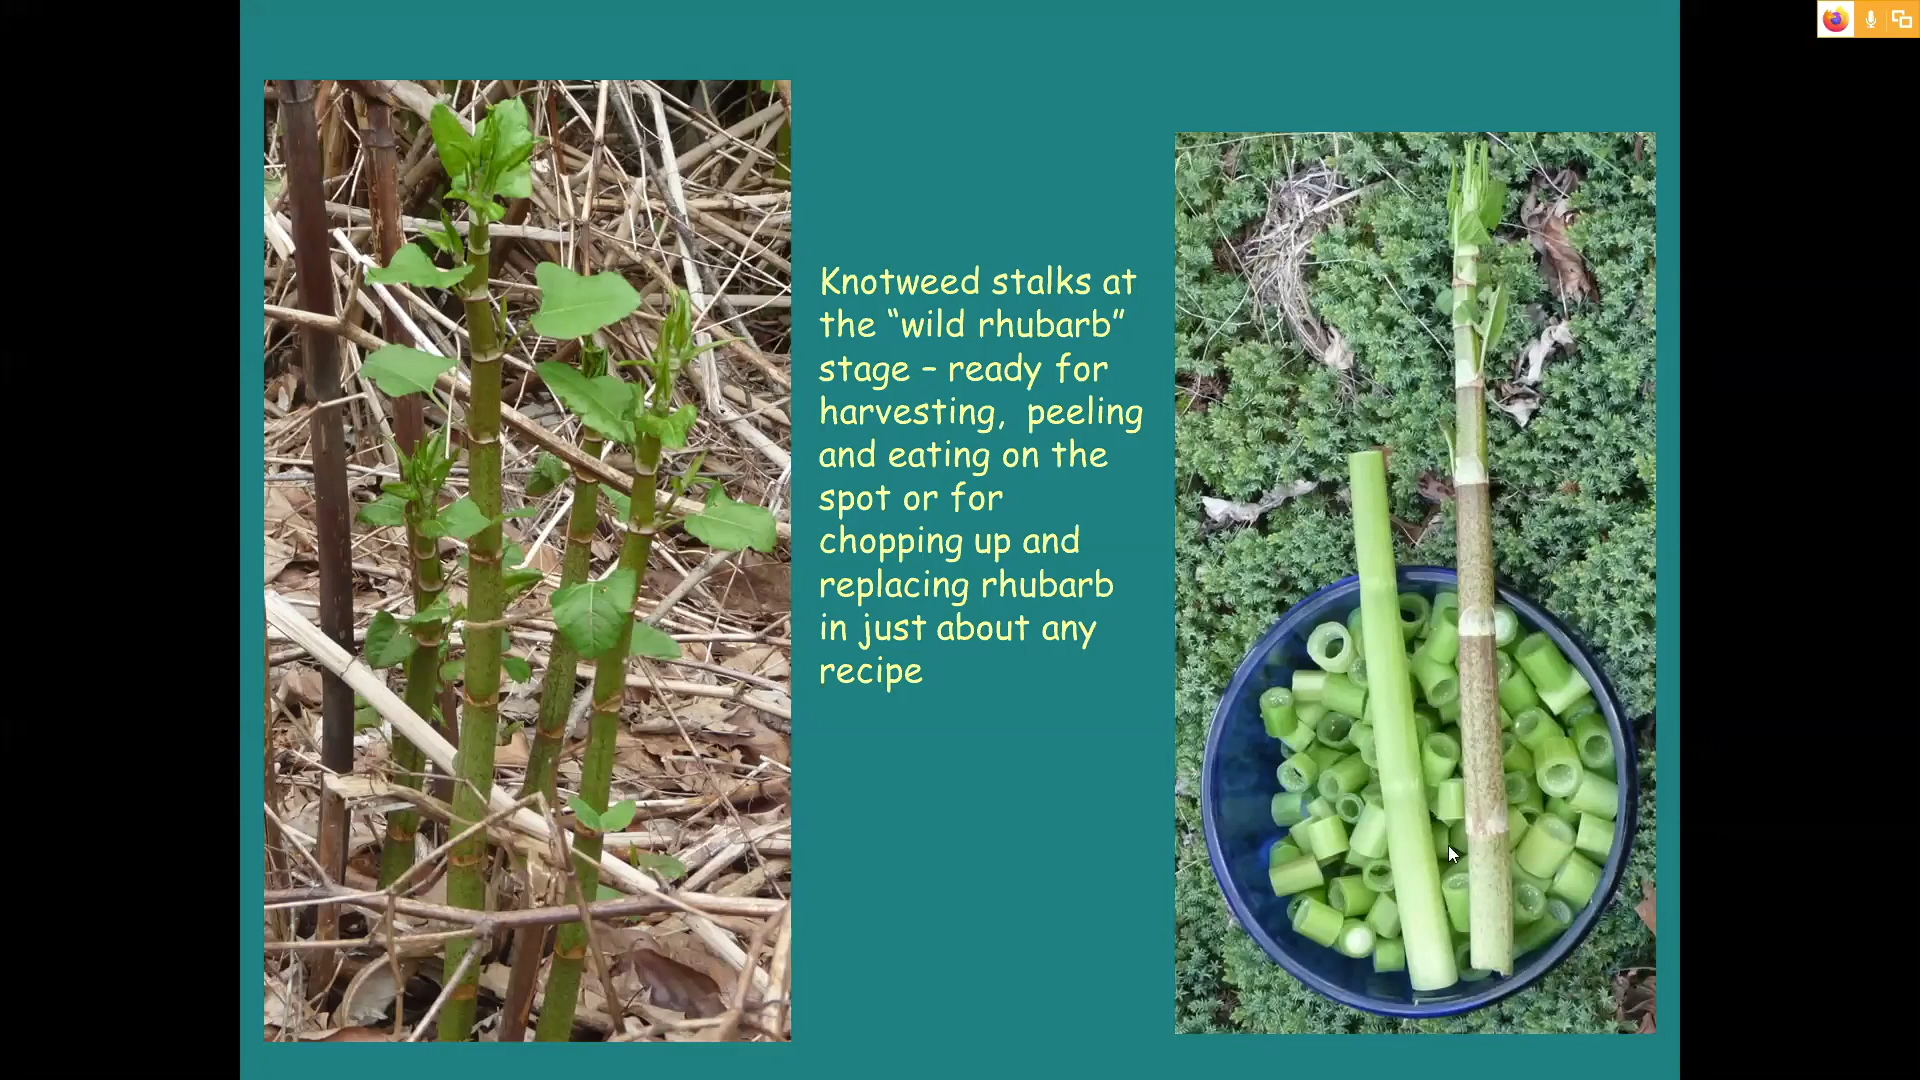 Knotweed stalks at
the “wild rhubarb”
stage – ready for
harvesting,  peeling
and eating on the
spot or for
chopping up and
replacing rhubarb
in just about any
recipe